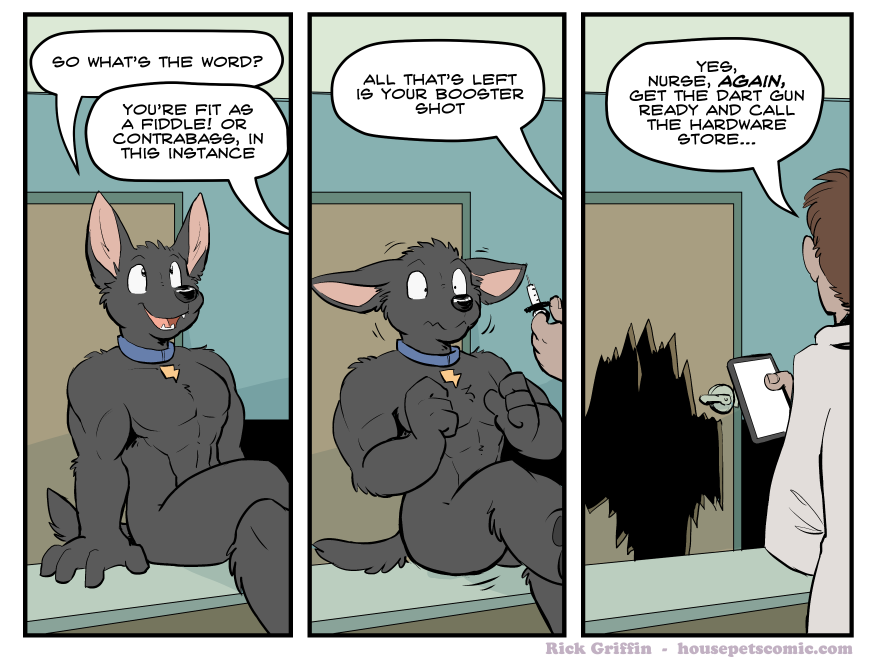 SO WHAT'S THE WORD?
YOU'RE FIT AS
A FIDDLE! OR
CONTRABASS, IN
THIS INSTANCE
ALL THAT'S LEFT
IS YOUR BOOSTER
SHOT
YES,
NURSE, AGAIN,
GET THE DART GUN
READY AND CALL
THE HARDWARE
STORE...
Rick Griffin - housepetscomic.com